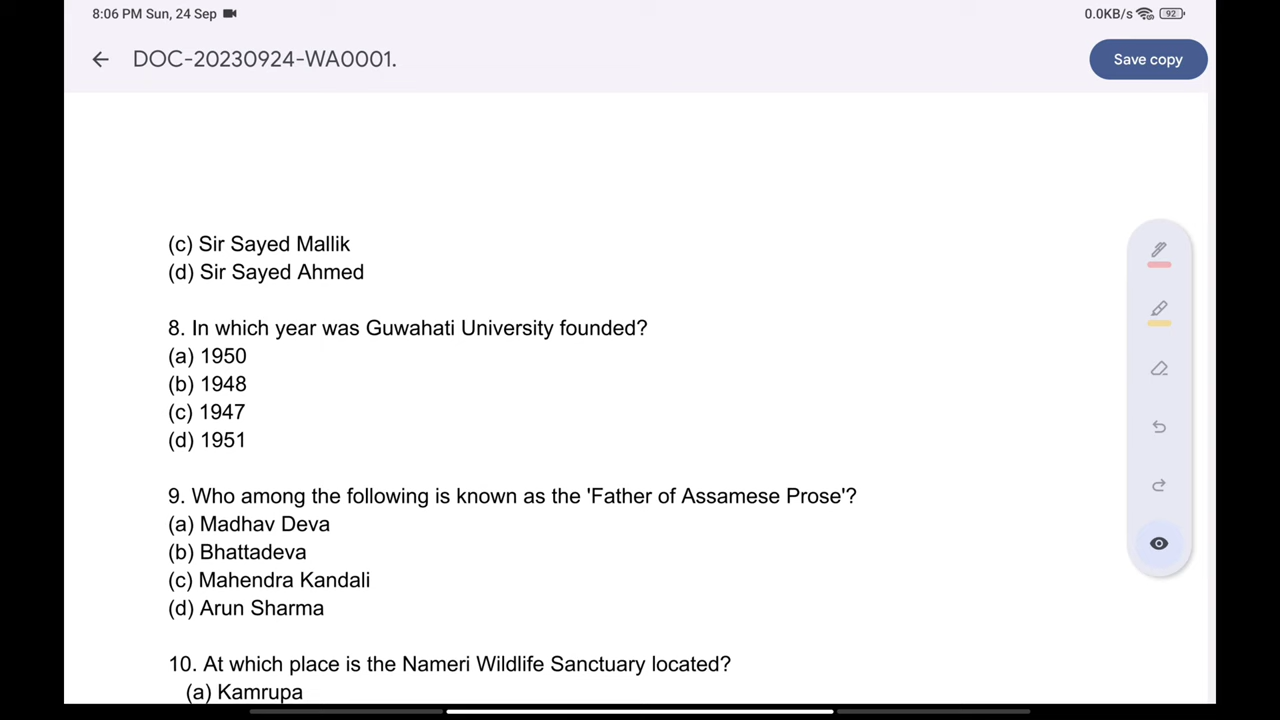 8:06 PM Sun, 24 Sep
0.0KB/s
92
DOC-20230924-WA0001.
Save copy
(c) Sir Sayed Mallik
(d) Sir Sayed Ahmed
8. In which year was Guwahati University founded?
(a) 1950
(b) 1948
(c) 1947
(d) 1951
9. Who among the following is known as the 'Father of Assamese Prose'?
(a) Madhav Deva
(b) Bhattadeva
(c) Mahendra Kandali
(d) Arun Sharma
10. At which place is the Nameri Wildlife Sanctuary located?
(a) Kamrupa